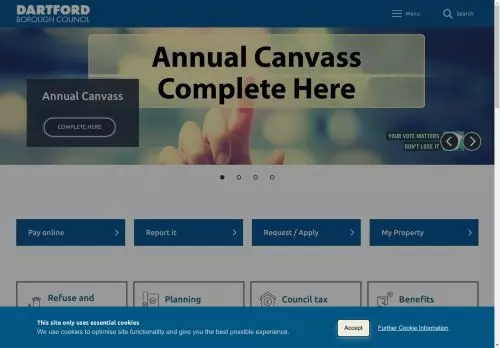 DARTFORD
BOROUGH COUNCIL
Menu
Search
Annual Canvass
Complete Here
Annual Canvass
COMPLETE HERE
YOUR VOTE MATTERS
DON'T LOSE IT
Pay online
Report it
Request / Apply
My Property
Refuse and
Planning
Council tax
Benefits
This site only uses essential cookies
We use cookies to optimise site functionality and give you the best possible experience.
Accept
Further Cookie Information